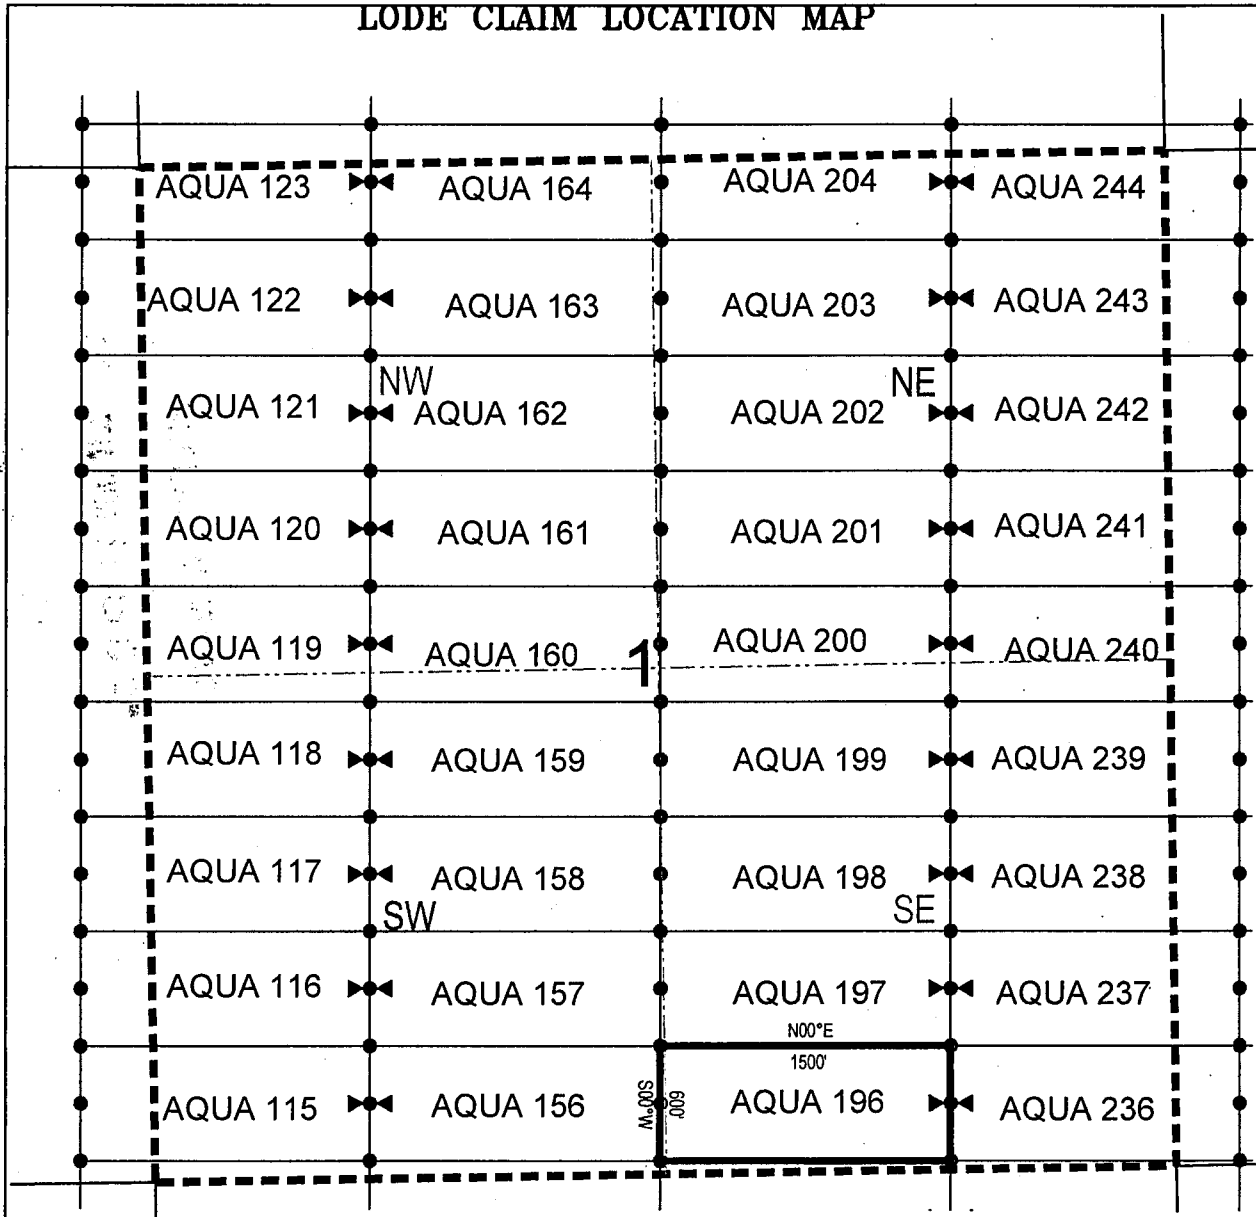 LODE CLAIM LOCATION MAP
AQUA 123
AQUA 164
AQUA 204
AQUA 244
AQUA 122
AQUA 163
AQUA 203
AQUA 243
NW
NE
AQUA 121
AQUA 162
AQUA 202
AQUA 242
AQUA 120
AQUA 161
AQUA 201
AQUA 241
AQUA 119
AQUA 160
1
AQUA 200
AQUA 240
AQUA 118
AQUA 159
AQUA 199
AQUA 239
AQUA 117
AQUA 158
AQUA 198
AQUA 238
SW
SE
AQUA 116
AQUA 157
AQUA 197
AQUA 237
N00°E
1500'
S00°W
600'
AQUA 115
AQUA 156
AQUA 196
AQUA 236